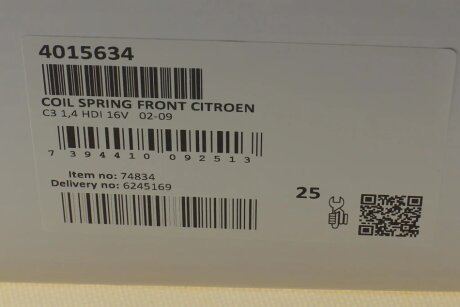 4015634
COIL SPRING FRONT CITROEN
C3 1,4 HDI 16V 02-09
7 394410 092513
Item no: 74834
Delivery no: 6245169
25